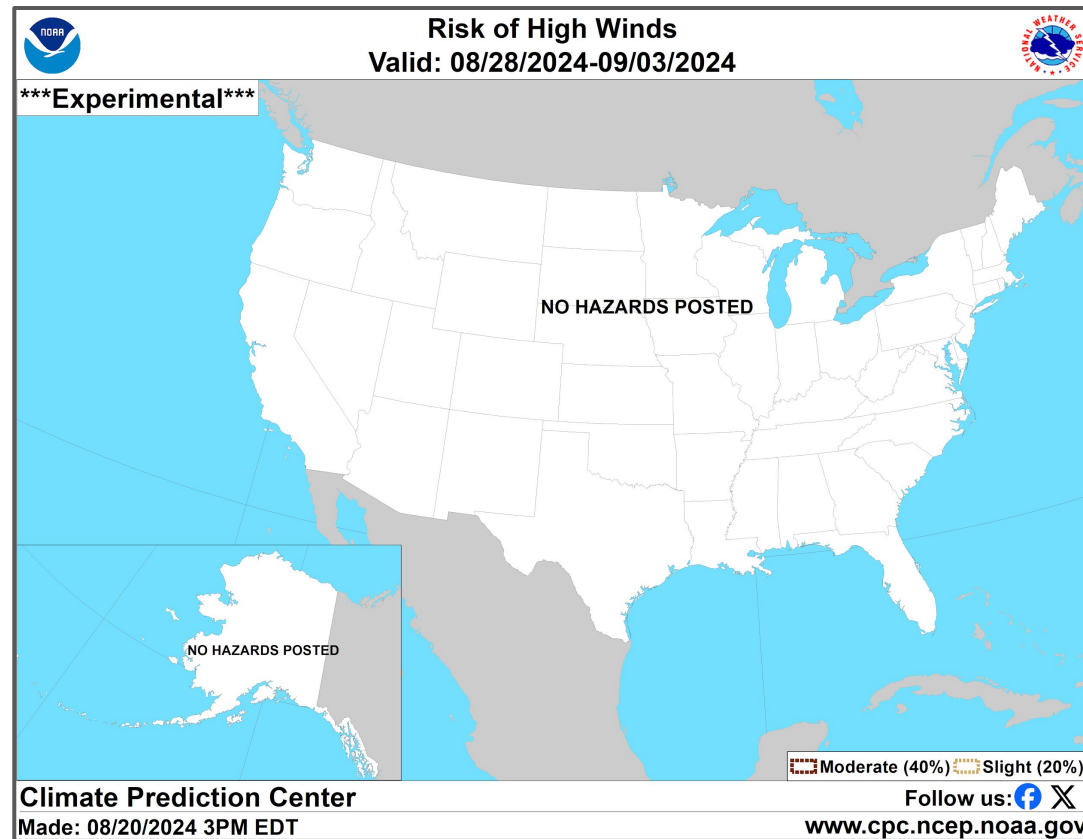 NOAA
Risk of High Winds
Valid: 08/28/2024-09/03/2024
NATIONAL WEATHER SERVICE
***Experimental***
NO HAZARDS POSTED
NO HAZARDS POSTED
Moderate (40%) Slight (20%)
Climate Prediction Center
Follow us:
Made: 08/20/2024 3PM EDT
www.cpc.ncep.noaa.gov